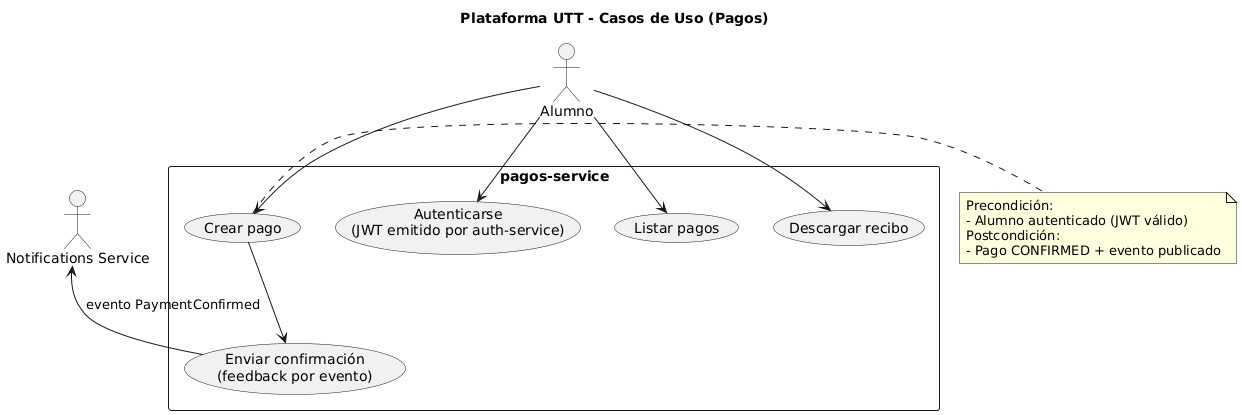 Plataforma UTT - Casos de Uso (Pagos)
Alumno
pagos-service
Crear pago
Autenticarse
(JWT emitido por auth-service)
Listar pagos
Descargar recibo
Precondición:
- Alumno autenticado (JWT válido)
Postcondición:
- Pago CONFIRMED + evento publicado
Notifications Service
evento PaymentConfirmed
Enviar confirmación
(feedback por evento)